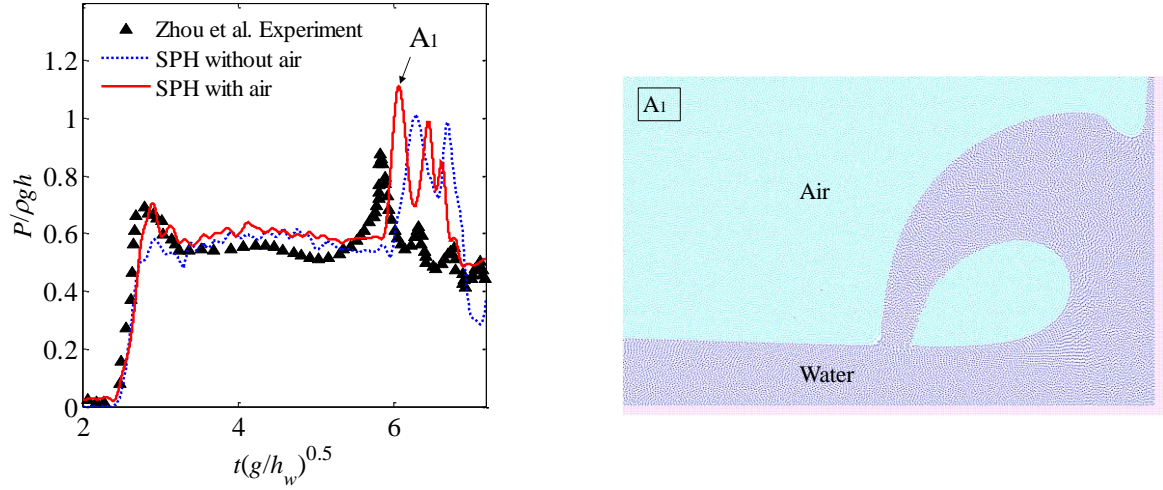 Zhou et al. Experiment
SPH without air
SPH with air
A1
1.2
1
0.8
0.6
0.4
0.2
0
2
4
6
P/ρgh
t(g/h_w)^0.5
A1
Air
Water